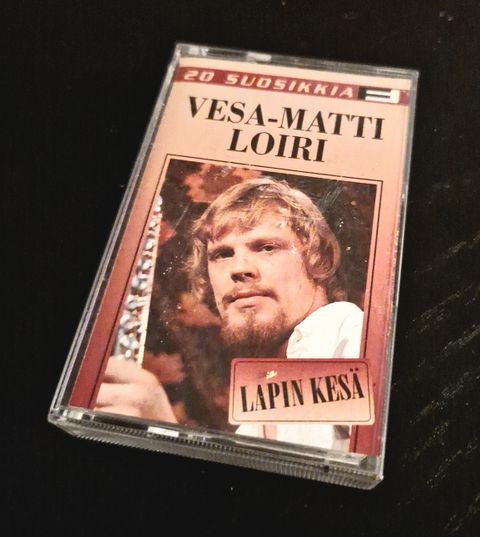 20 SUOSIKKIA
VESA-MATTI
LOIRI
LAPIN KESÄ